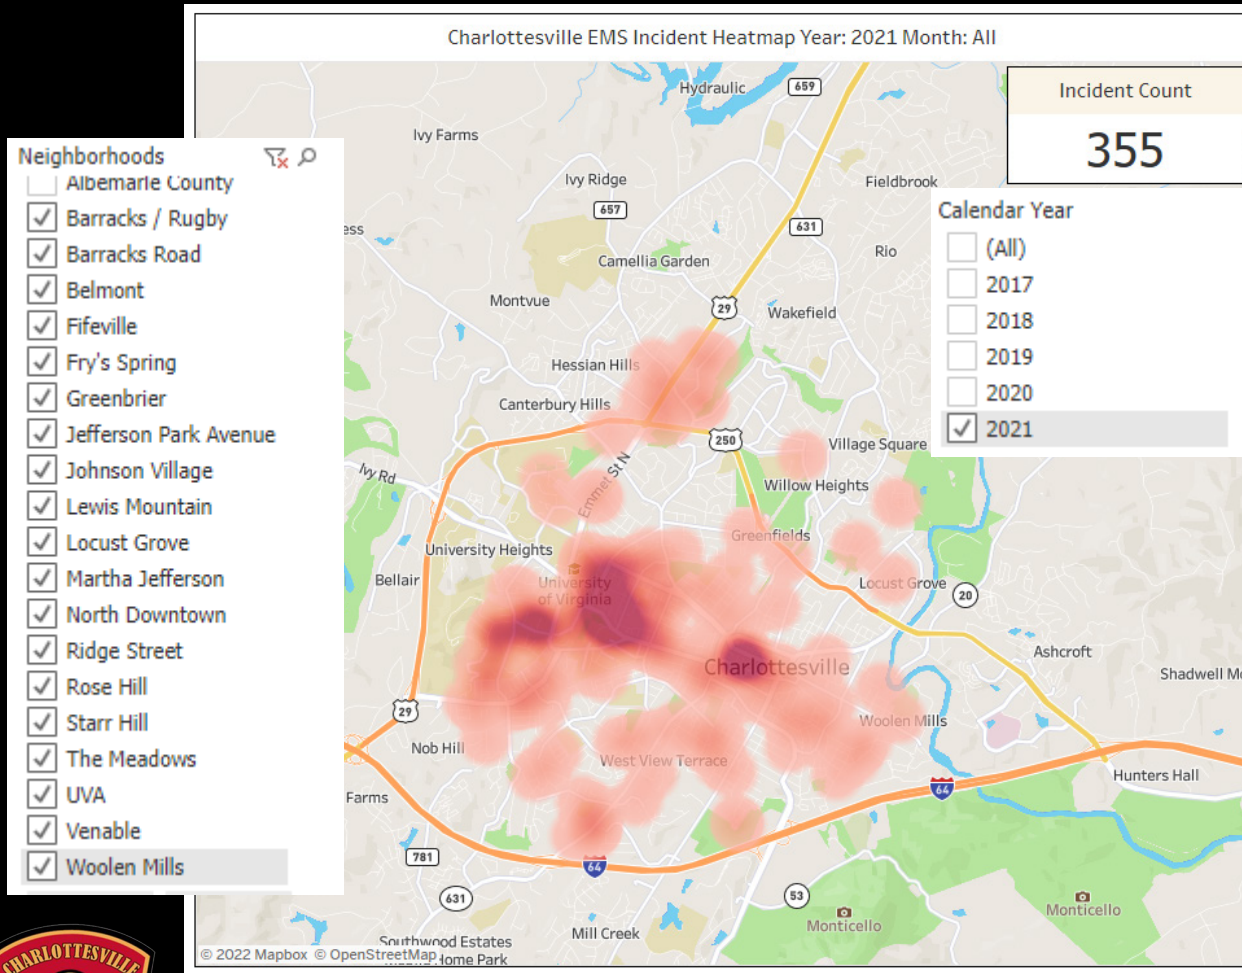 Charlottesville EMS Incident Heatmap Year: 2021 Month: All
Incident Count
355
Calendar Year
(All)
2017
2018
2019
2020
2021
Neighborhoods
Albemarle County
Barracks / Rugby
Barracks Road
Belmont
Fifeville
Fry's Spring
Greenbrier
Jefferson Park Avenue
Johnson Village
Lewis Mountain
Locust Grove
Martha Jefferson
North Downtown
Ridge Street
Rose Hill
Starr Hill
The Meadows
UVA
Venable
Woolen Mills
Hydraulic
659
Ivy Farms
Ivy Ridge
Fieldbrook
657
631
ess
Rio
Camellia Garden
Montvue
29
Wakefield
Hessian Hills
Canterbury Hills
250
Village Square
Emmet St N
Ivy Rd
Willow Heights
Greenfields
University Heights
Bellair
University
of Virginia
Locust Grove
20
Ashcroft
Charlottesville
Shadwell Mo
29
Woolen Mills
Nob Hill
West View Terrace
Hunters Hall
64
Farms
781
64
631
53
Monticello
Monticello
Mill Creek
Southwood Estates
Home Park
© 2022 Mapbox © OpenStreetMap
CHARLOTTESVILLE